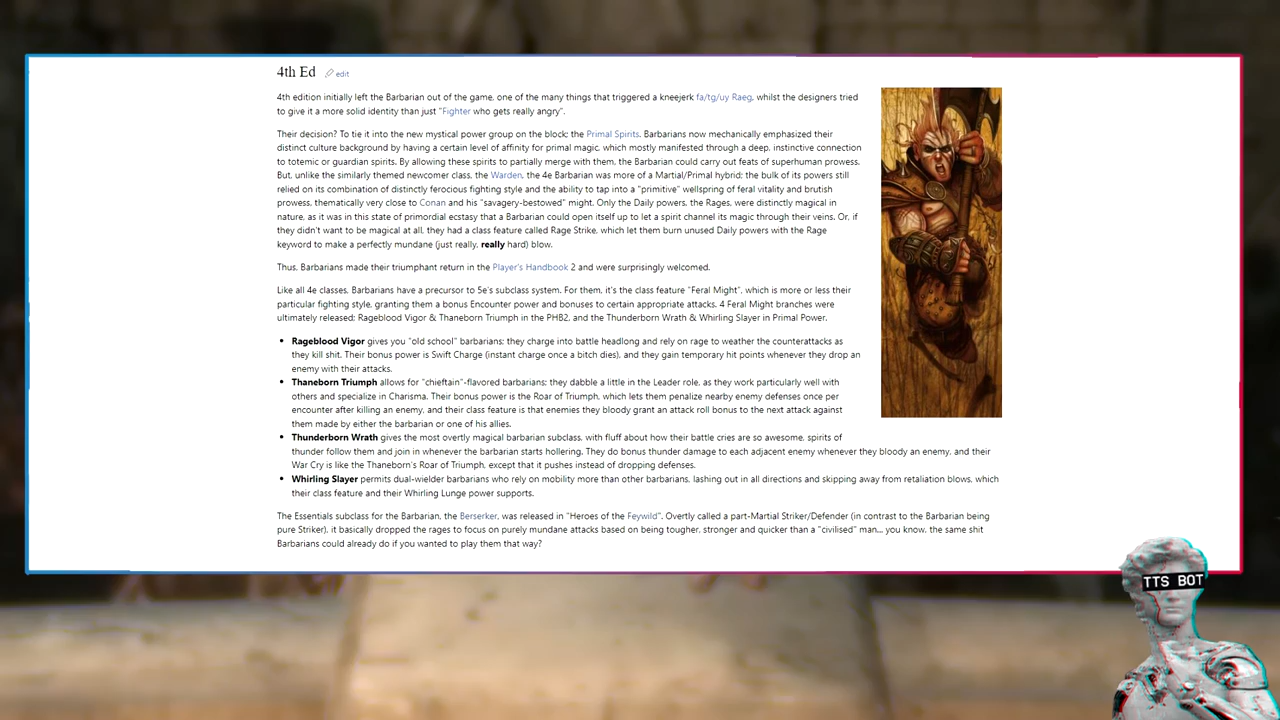 4th Ed edit
4th edition initially left the Barbarian out of the game, one of the many things that triggered a kneejerk fa/tg/uy Raeg, whilst the designers tried
to give it a more solid identity than just "Fighter who gets really angry".
Their decision? To tie it into the new mystical power group on the block; the Primal Spirits. Barbarians now mechanically emphasized their
distinct culture background by having a certain level of affinity for primal magic, which mostly manifested through a deep, instinctive connection
to totemic or guardian spirits. By allowing these spirits to partially merge with them, the Barbarian could carry out feats of superhuman prowess.
But, unlike the similarly themed newcomer class, the Warden, the 4e Barbarian was more of a Martial/Primal hybrid; the bulk of its powers still
relied on its combination of distinctly ferocious fighting style and the ability to tap into a "primitive" wellspring of feral vitality and brutish
prowess, thematically very close to Conan and his "savagery-bestowed" might. Only the Daily powers, the Rages, were distinctly magical in
nature, as it was in this state of primordial ecstasy that a Barbarian could open itself up to let a spirit channel its magic through their veins. Or, if
they didn't want to be magical at all, they had a class feature called Rage Strike, which let them burn unused Daily powers with the Rage
keyword to make a perfectly mundane (just really, really hard) blow.
Thus, Barbarians made their triumphant return in the Player's Handbook 2 and were surprisingly welcomed.
Like all 4e classes, Barbarians have a precursor to 5e's subclass system. For them, it's the class feature "Feral Might", which is more or less their
particular fighting style, granting them a bonus Encounter power and bonuses to certain appropriate attacks. 4 Feral Might branches were
ultimately released; Rageblood Vigor & Thaneborn Triumph in the PHB2, and the Thunderborn Wrath & Whirling Slayer in Primal Power.
• Rageblood Vigor gives you "old school" barbarians; they charge into battle headlong and rely on rage to weather the counterattacks as
they kill shit. Their bonus power is Swift Charge (instant charge once a bitch dies), and they gain temporary hit points whenever they drop an
enemy with their attacks.
• Thaneborn Triumph allows for "chieftain"-flavored barbarians; they dabble a little in the Leader role, as they work particularly well with
others and specialize in Charisma. Their bonus power is the Roar of Triumph, which lets them penalize nearby enemy defenses once per
encounter after killing an enemy, and their class feature is that enemies they bloody grant an attack roll bonus to the next attack against
them made by either the barbarian or one of his allies.
• Thunderborn Wrath gives the most overtly magical barbarian subclass, with fluff about how their battle cries are so awesome, spirits of
thunder follow them and join in whenever the barbarian starts hollering. They do bonus thunder damage to each adjacent enemy whenever they bloody an enemy, and their
War Cry is like the Thaneborn's Roar of Triumph, except that it pushes instead of dropping defenses.
• Whirling Slayer permits dual-wielder barbarians who rely on mobility more than other barbarians, lashing out in all directions and skipping away from retaliation blows, which
their class feature and their Whirling Lunge power supports.
The Essentials subclass for the Barbarian, the Berserker, was released in "Heroes of the Feywild". Overtly called a part-Martial Striker/Defender (in contrast to the Barbarian being
pure Striker), it basically dropped the rages to focus on purely mundane attacks based on being tougher, stronger and quicker than a "civilised" man... you know, the same shit
Barbarians could already do if you wanted to play them that way?
TTS BOT